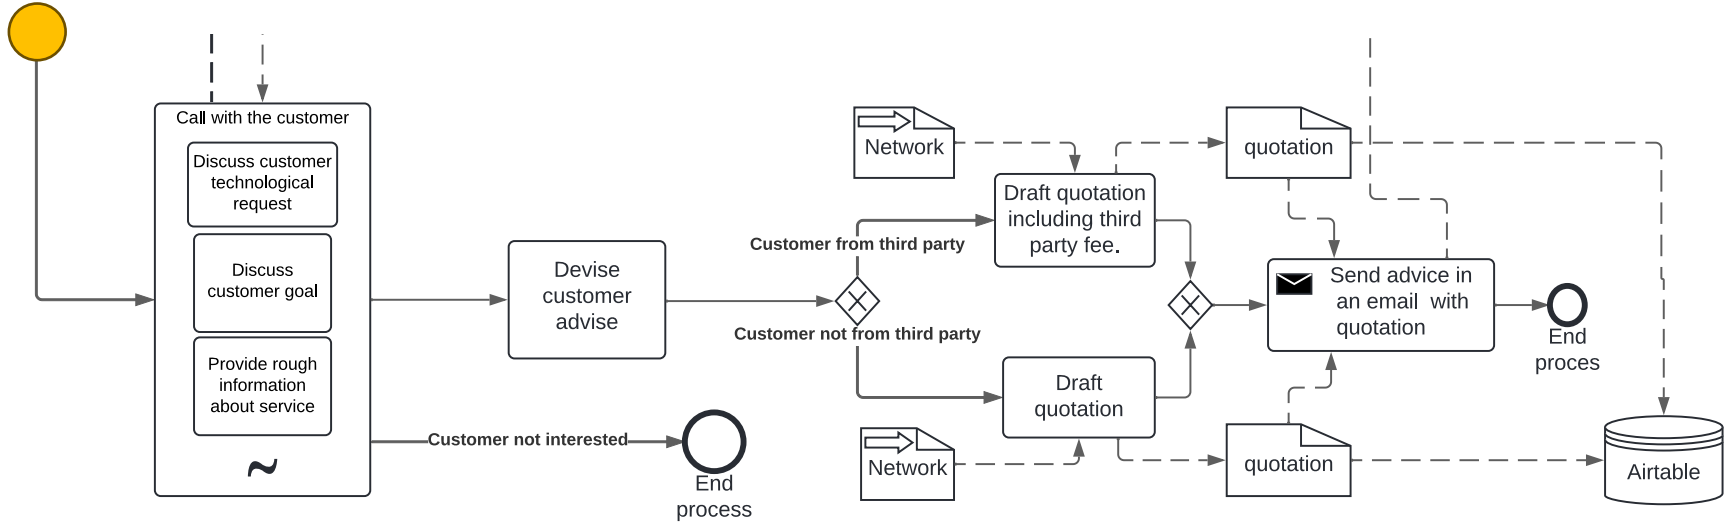 Call with the customer
Discuss customer
technological
request
Discuss
customer goal
Provide rough
information
about service
~
Customer not interested
End
process
Devise
customer
advise
Customer from third party
Customer not from third party
Network
Draft quotation
including third
party fee.
quotation
Draft
quotation
Network
quotation
Send advice in
an email with
quotation
End
proces
Airtable